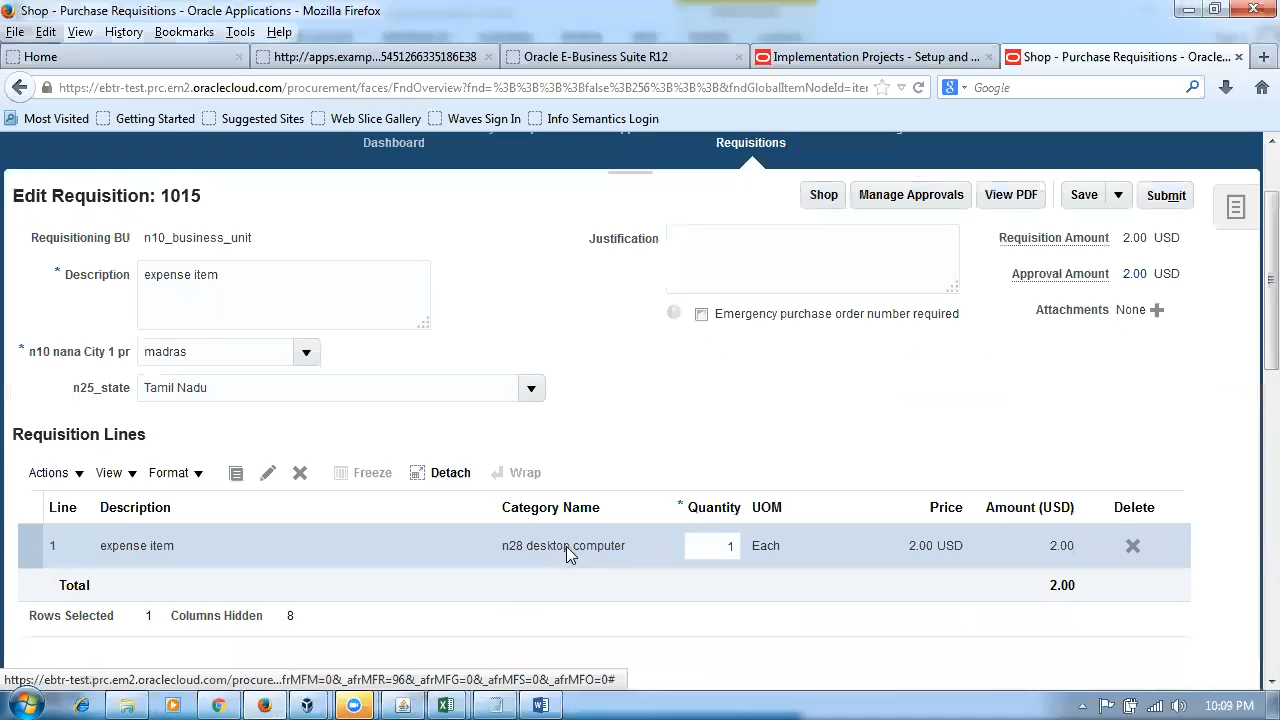 Shop - Purchase Requisitions - Oracle Applications - Mozilla Firefox
File Edit View History Bookmarks Tools Help
Home
http://apps.examp...5451266335186E38
Oracle E-Business Suite R12
Implementation Projects - Setup and ...
Shop - Purchase Requisitions - Oracle...
https://ebtr-test.prc.em2.oraclecloud.com/procurement/faces/FndOverview?fnd=%3B%3B%3B%3Bfalse%3B256%3B%3B%3B&fndGlobalItemNodeId=iter
Google
Most Visited Getting Started Suggested Sites Web Slice Gallery Waves Sign In Info Semantics Login
Dashboard Requisitions
Edit Requisition: 1015
Shop Manage Approvals View PDF Save Submit
Requisitioning BU n10_business_unit
Justification
Requisition Amount 2.00 USD
* Description expense item
Approval Amount 2.00 USD
Attachments None
Emergency purchase order number required
* n10 nana City 1 pr madras
n25_state Tamil Nadu
Requisition Lines
Actions View Format Freeze Detach Wrap
Line Description Category Name * Quantity UOM Price Amount (USD) Delete
1 expense item n28 desktop computer 1 Each 2.00 USD 2.00
Total 2.00
Rows Selected 1 Columns Hidden 8
https://ebtr-test.prc.em2.oraclecloud.com/procure...frMFM=0&_afrMFR=96&_afrMFG=0&_afrMFS=0&_afrMFO=0#
10:09 PM